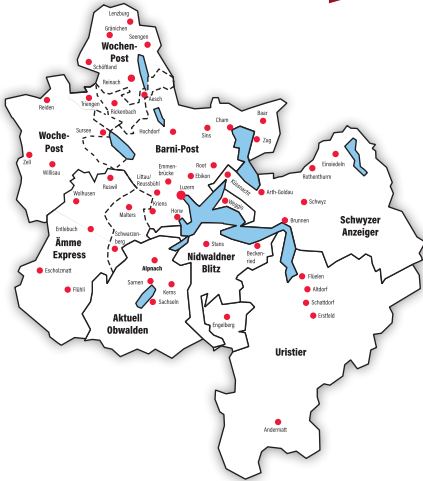 Lenzburg
Gränichen
Seengen
Wochen-
Post
Schöftland
Reinach
Reiden
Triengen
Rickenbach
Aesch
Baar
Cham
Sins
Sursee
Hochdorf
Zug
Woche-
Post
Barni-Post
Einsiedeln
Zell
Willisau
Emmen-
brücke
Root
Ebikon
Rothenthurm
Ruswil
Littau/
Reussbühl
Luzern
Küssnacht
Arth-Goldau
Wolhusen
Malters
Kriens
Horw
Weggis
Schwyz
Entlebuch
Brunnen
Schwyzer
Anzeiger
Ämme
Express
Schwarzen-
berg
Stans
Becken-
ried
Nidwaldner
Blitz
Alpnach
Escholzmatt
Flühli
Sarnen
Kerns
Sachseln
Flüelen
Altdorf
Schattdorf
Erstfeld
Aktuell
Obwalden
Engelberg
Uristier
Andermatt